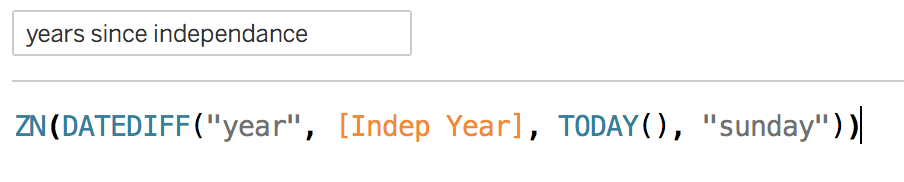 years since independance
ZN(DATEDIFF("year", [Indep Year], TODAY(), "sunday"))